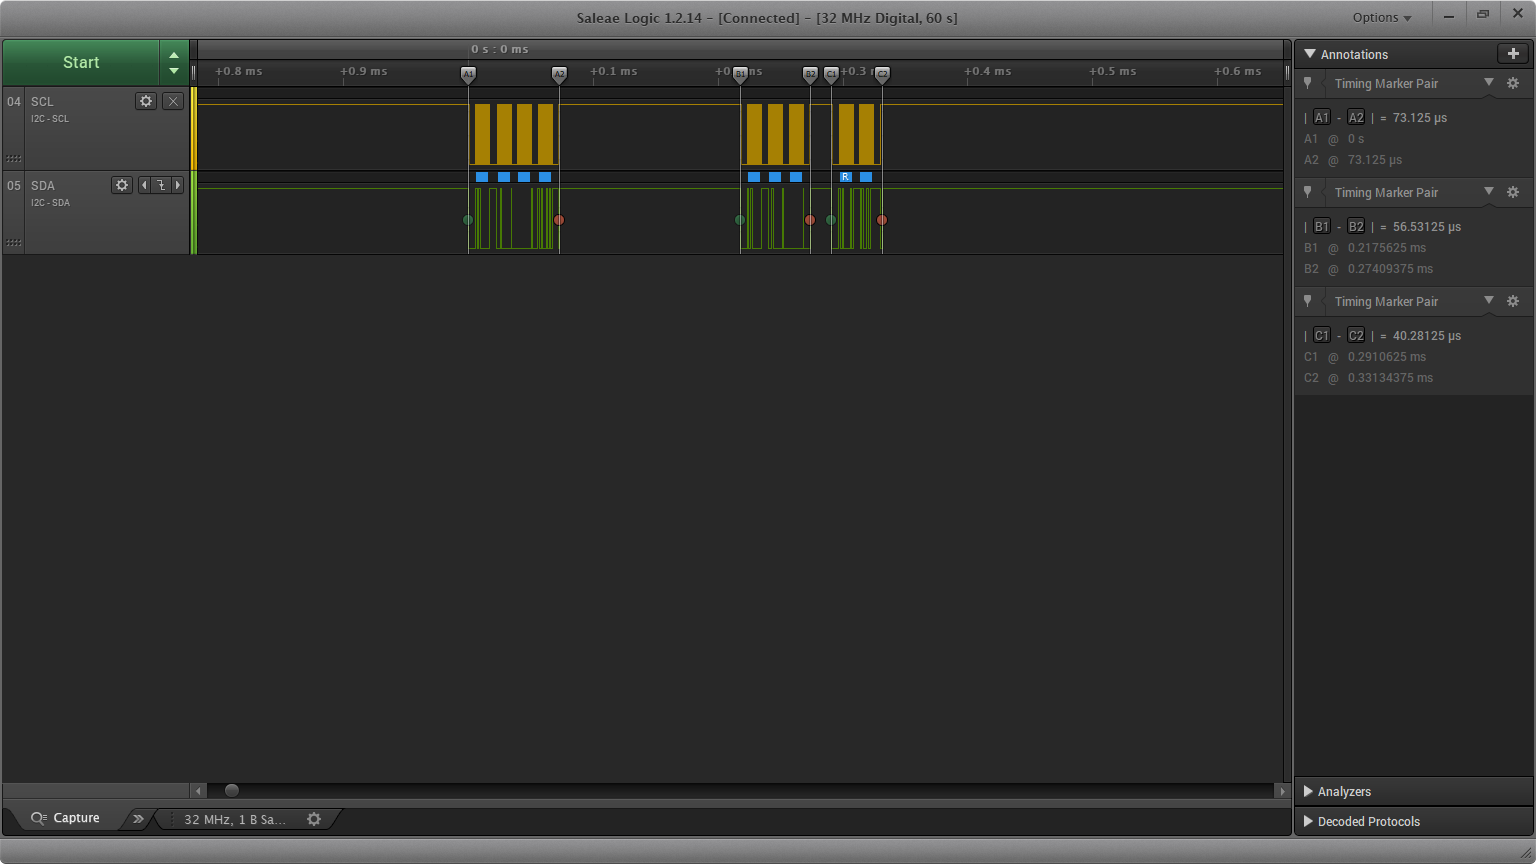 Saleae Logic 1.2.14 - [Connected] - [32 MHz Digital, 60 s]
Options
Start
0 s : 0 ms
+0.8 ms +0.9 ms A1 A2 +0.1 ms B1 B2 C1 +0.3 C2 +0.4 ms +0.5 ms +0.6 ms
04 SCL
I2C - SCL
05 SDA
I2C - SDA
R
Annotations
Timing Marker Pair
| A1 - A2 | = 73.125 μs
A1 @ 0 s
A2 @ 73.125 μs
Timing Marker Pair
| B1 - B2 | = 56.53125 μs
B1 @ 0.2175625 ms
B2 @ 0.27409375 ms
Timing Marker Pair
| C1 - C2 | = 40.28125 μs
C1 @ 0.2910625 ms
C2 @ 0.33134375 ms
Analyzers
Decoded Protocols
Capture
32 MHz, 1 B Sa...